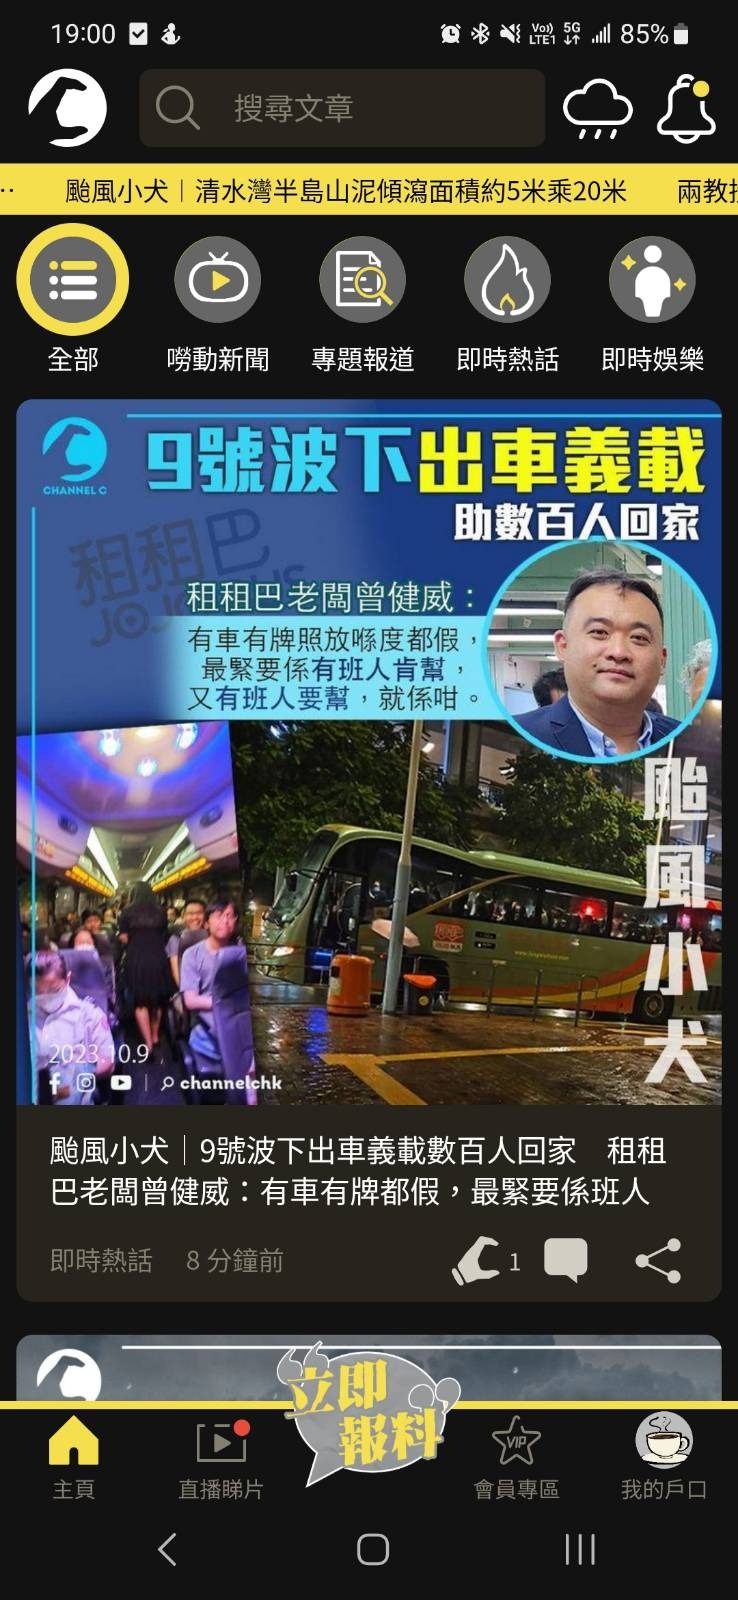 19:00
Vo))
LTE1
5G
85%
搜尋文章
··
颱風小犬｜清水灣半島山泥傾瀉面積約5米乘20米
兩教授
全部
嘮動新聞
專題報道
即時熱話
即時娛樂
CHANNEL C
9號波下出車義載
助數百人回家
租租巴
JOJOBUS
租租巴老闆曾健威：
有車有牌照放喺度都假，
最緊要係有班人肯幫，
又有班人要幫，就係咁。
颱風小犬
2023.10.9
channelchk
颱風小犬｜9號波下出車義載數百人回家　租租
巴老闆曾健威：有車有牌都假，最緊要係班人
即時熱話
8 分鐘前
1
立即
報料
主頁
直播睇片
VIP
會員專區
我的戶口